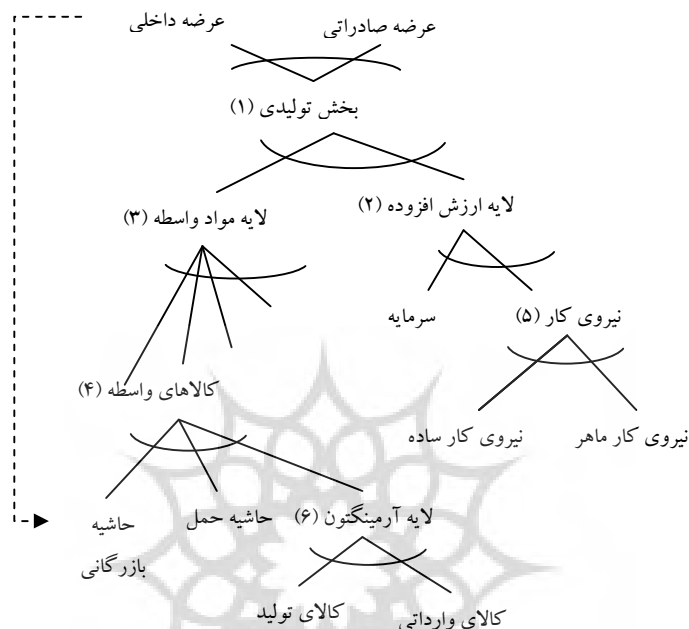 عرضه صادراتی
عرضه داخلی
بخش تولیدی (۱)
لایه ارزش افزوده (۲)
لایه مواد واسطه (۳)
نیروی کار (۵)
سرمایه
کالاهای واسطه (۴)
نیروی کار ماهر
نیروی کار ساده
لایه آرمینگتون (۶)
حاشیه حمل
حاشیه
بازرگانی
کالای وارداتی
کالای تولید